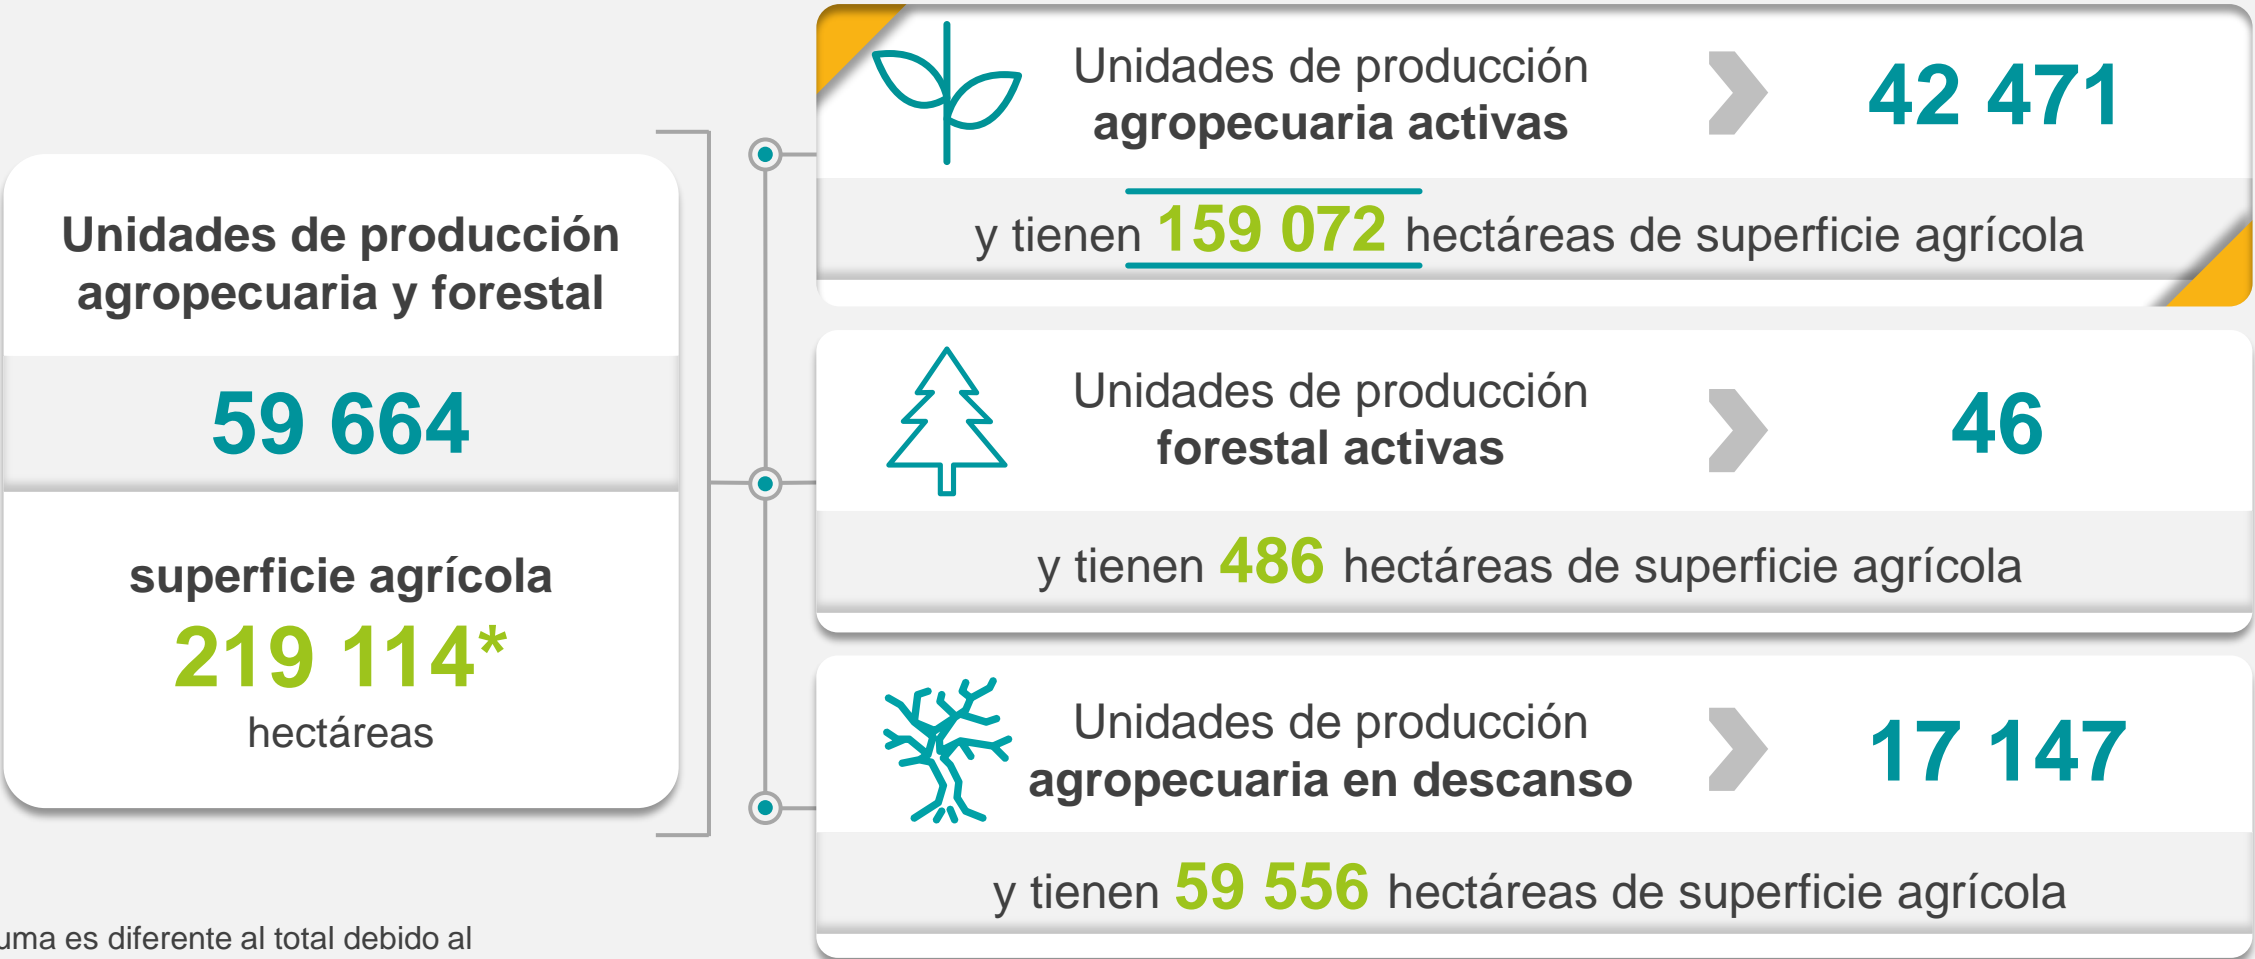 Unidades de producción
agropecuaria y forestal
59 664
superficie agrícola
219 114*
hectáreas
Unidades de producción
agropecuaria activas
42 471
y tienen 159 072 hectáreas de superficie agrícola
Unidades de producción
forestal activas
46
y tienen 486 hectáreas de superficie agrícola
Unidades de producción
agropecuaria en descanso
17 147
y tienen 59 556 hectáreas de superficie agrícola
es diferente al total debido al